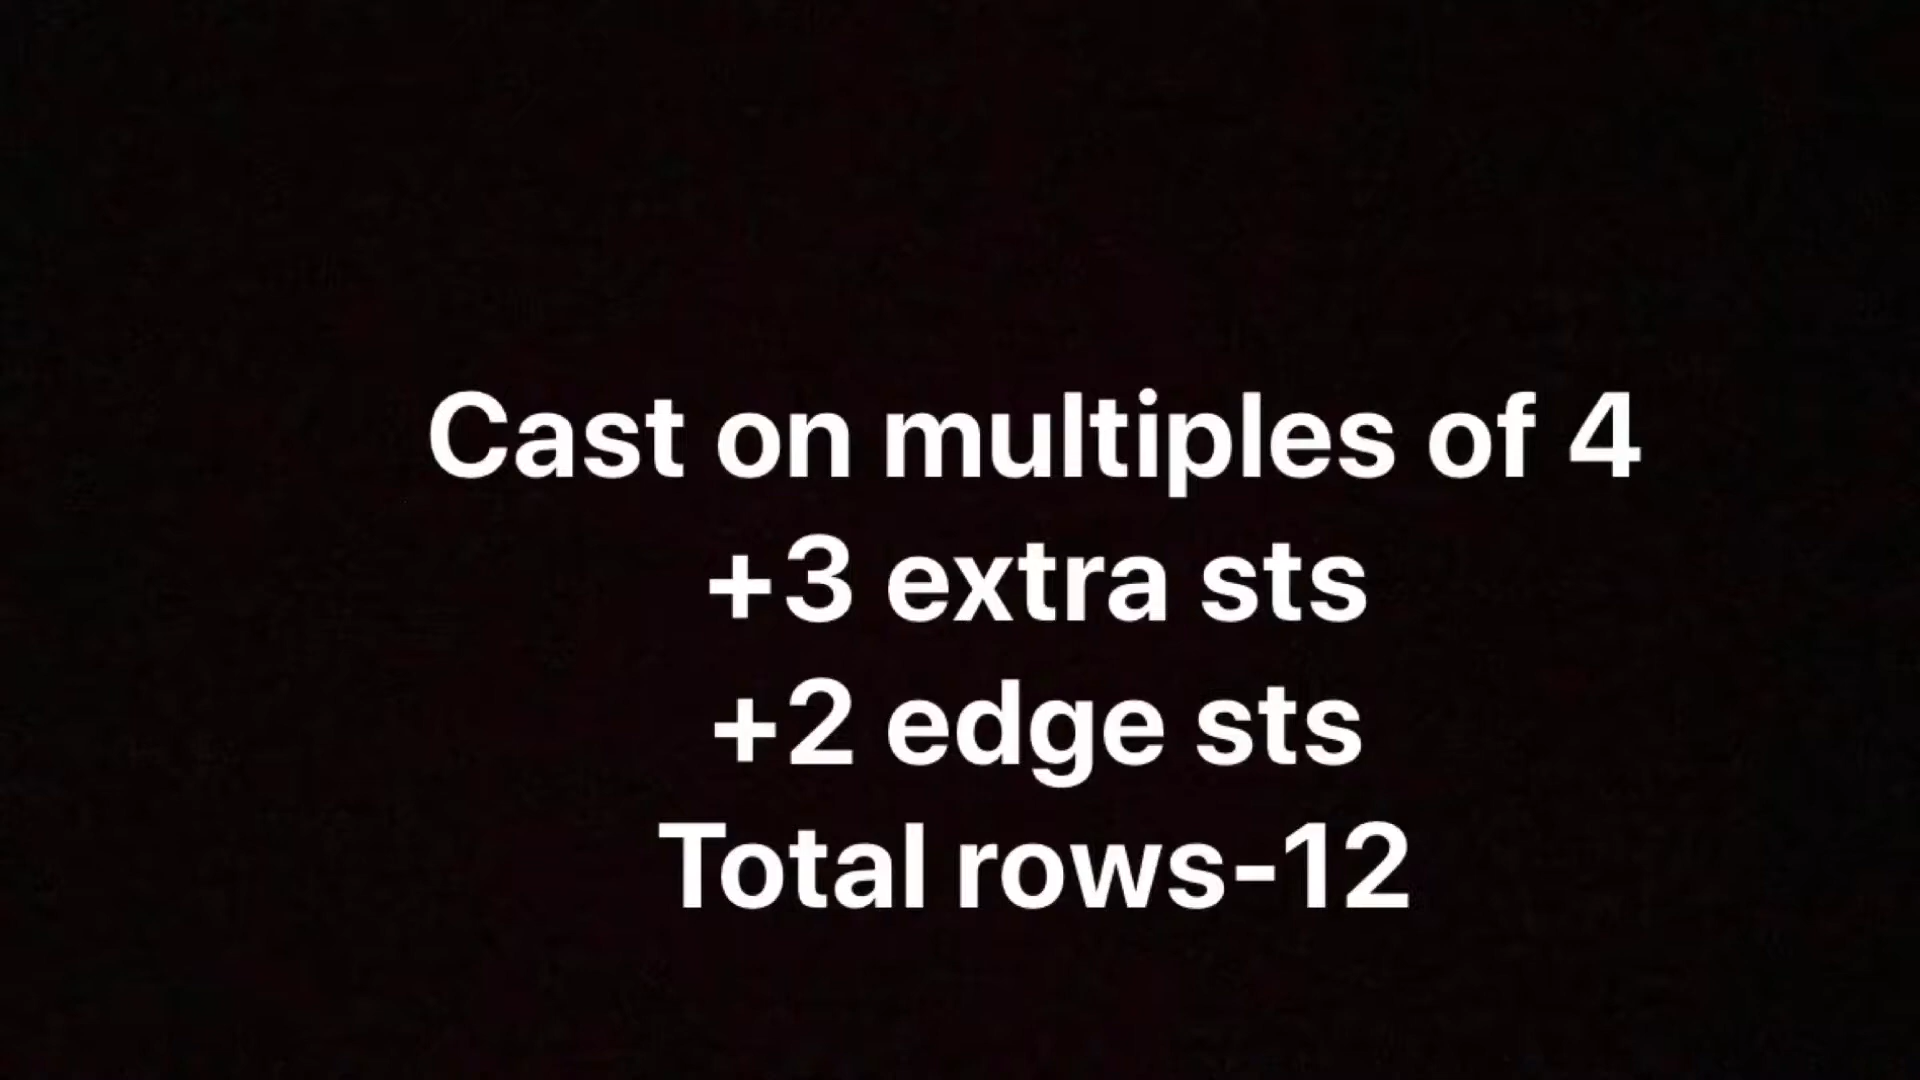 Cast on multiples of 4
+3 extra sts
+2 edge sts
Total rows-12